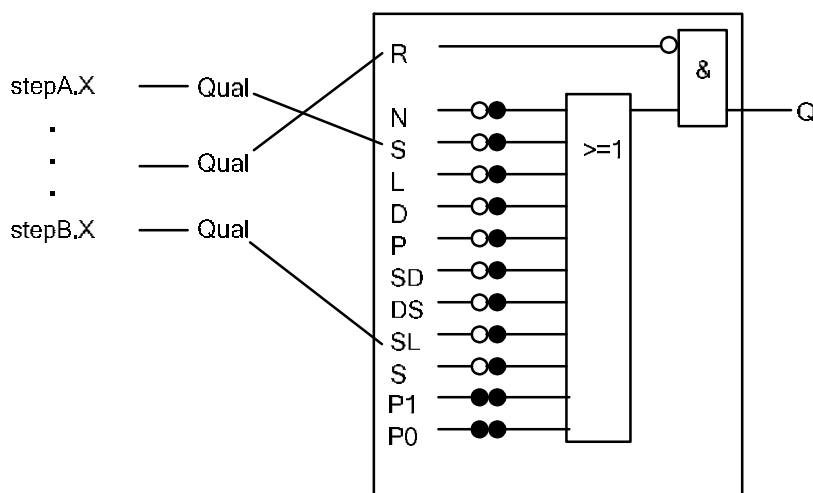 R
&
stepA.X Qual
N
Q
S
>=1
Qual
L
D
stepB.X Qual
P
SD
DS
SL
S
P1
P0